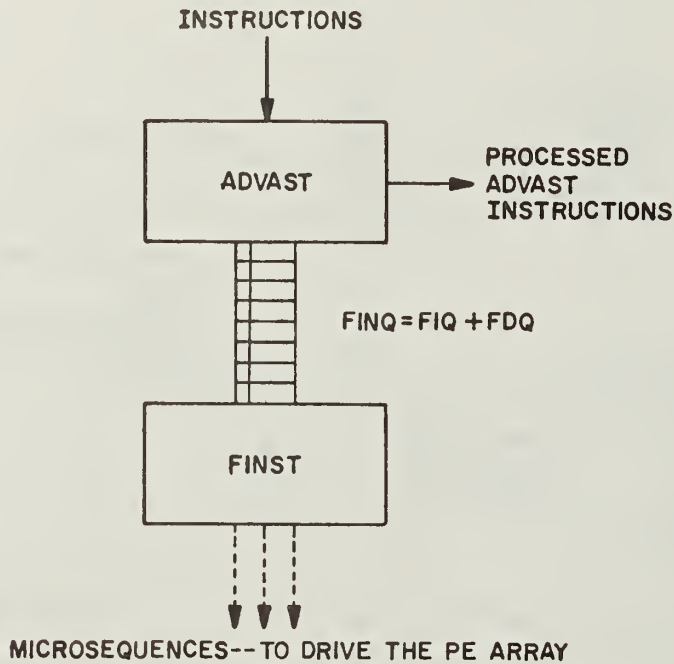 INSTRUCTIONS
ADVAST
PROCESSED
ADVAST
INSTRUCTIONS
FINQ=FIQ + FDQ
FINST
MICROSEQUENCES--TO DRIVE THE PE ARRAY